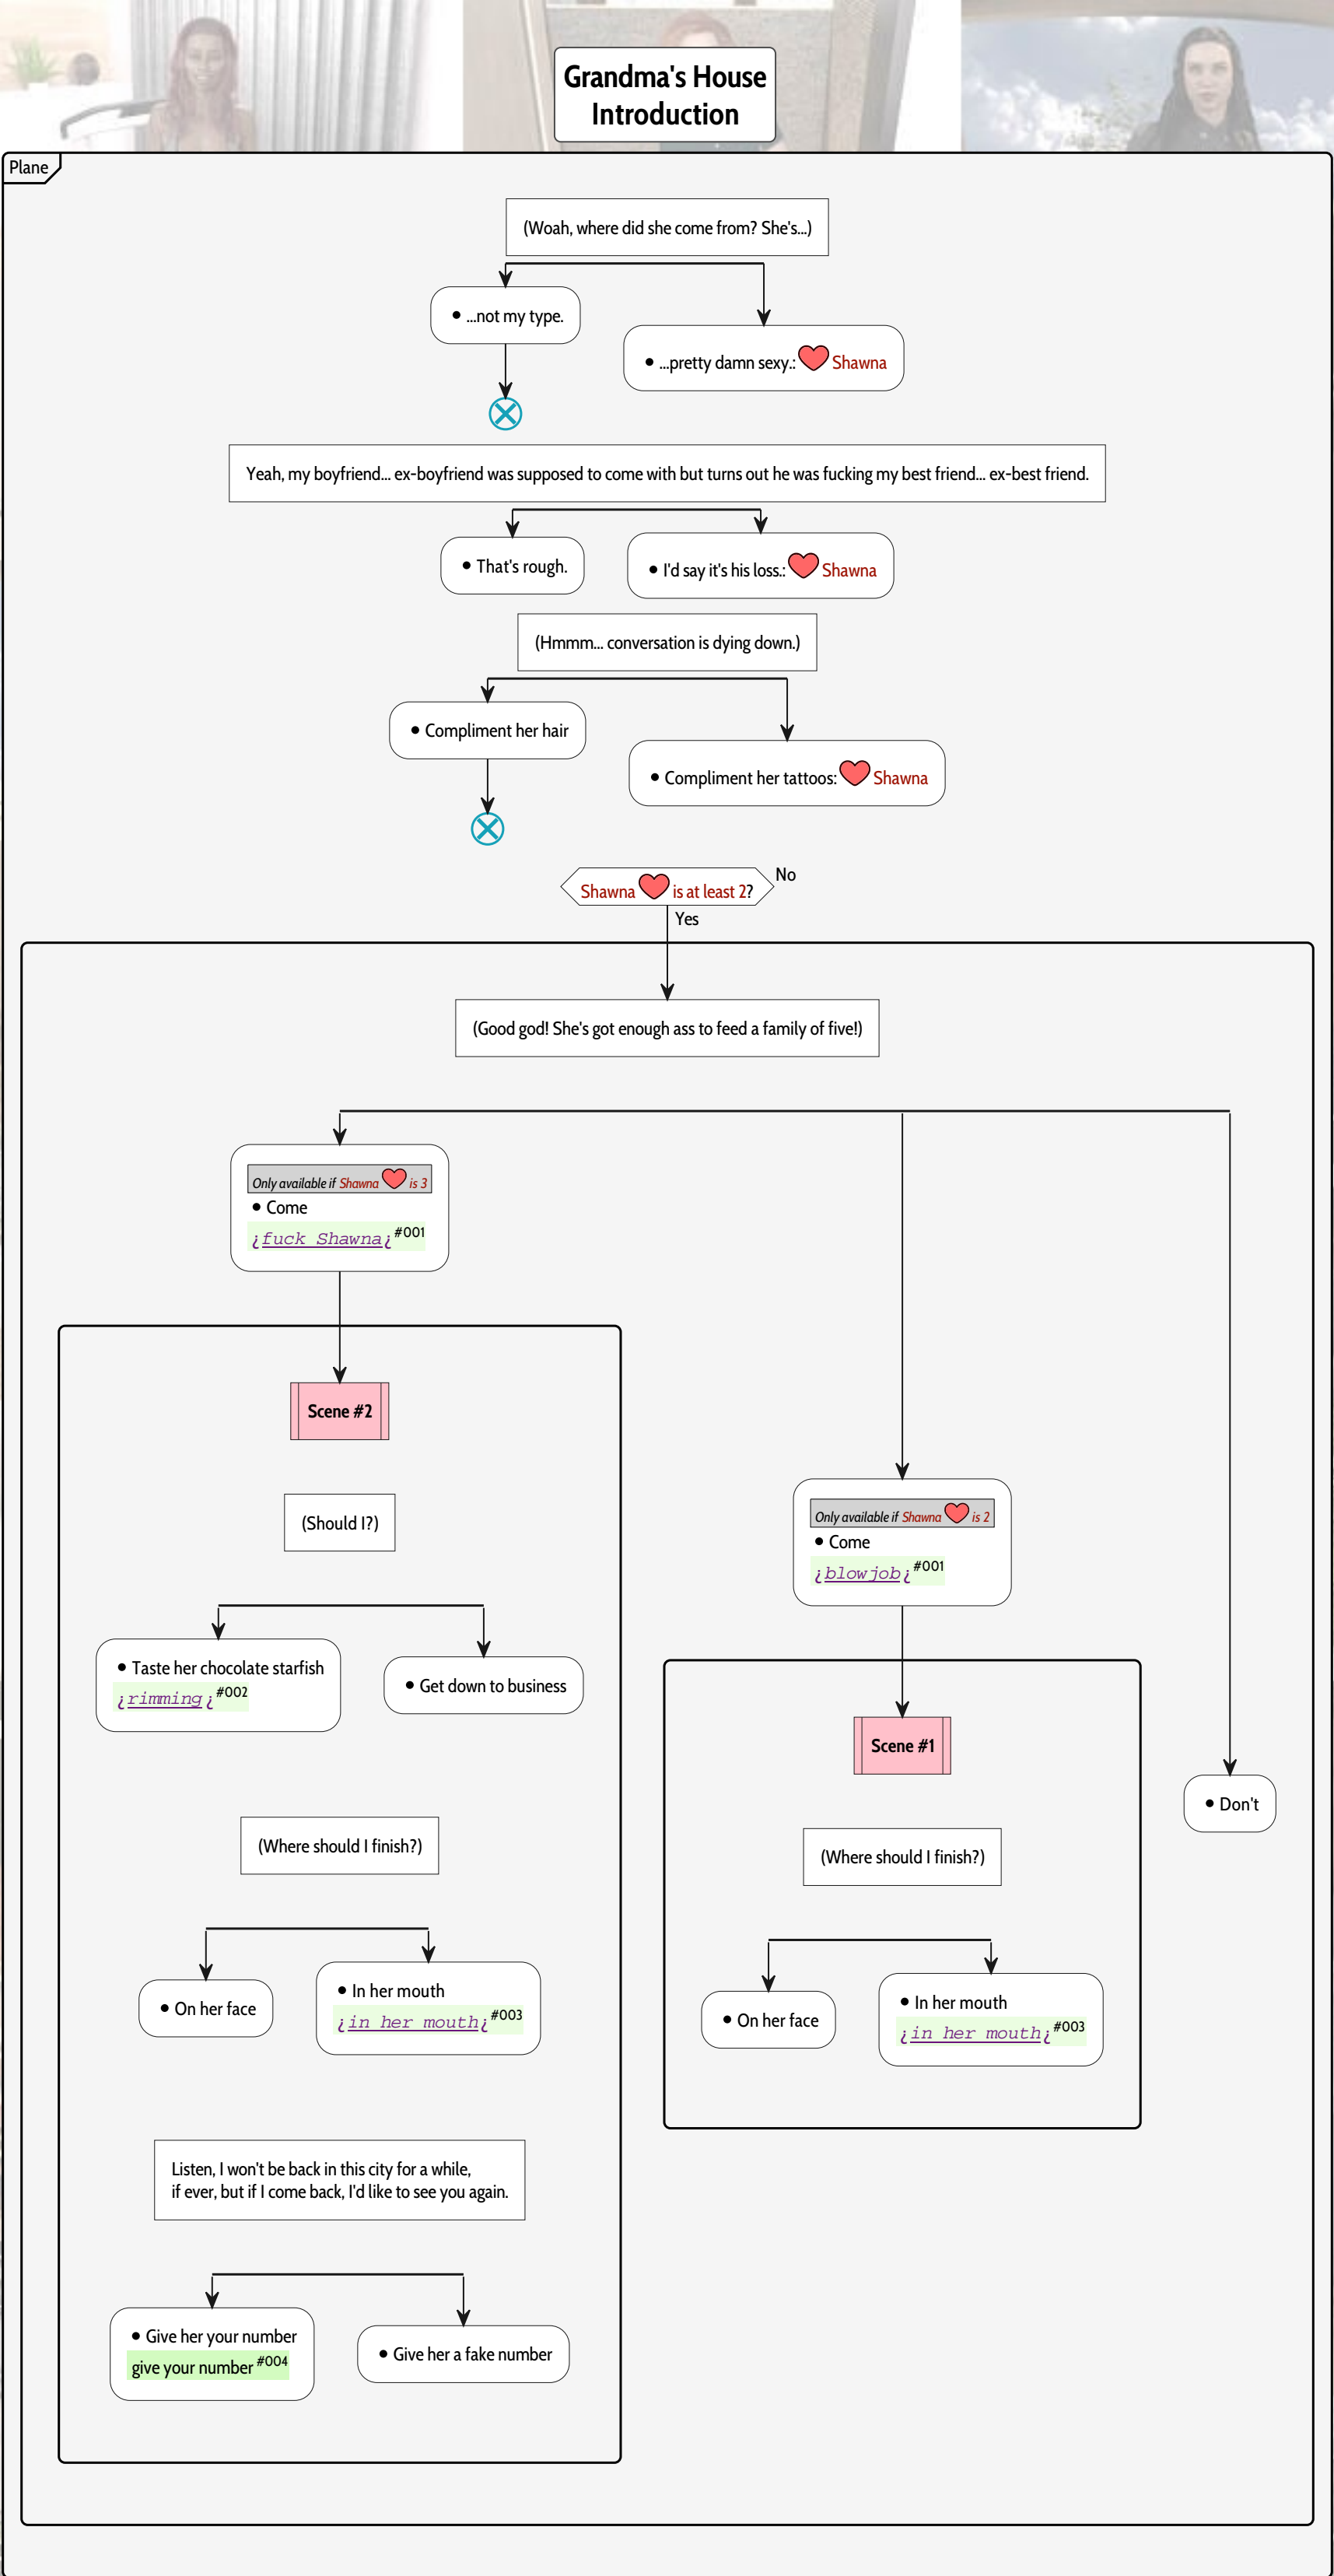 Grandma's House
Introduction
Plane
(Woah, where did she come from? She's...)
• ...not my type.
• ...pretty damn sexy.: Shawna
Yeah, my boyfriend... ex-boyfriend was supposed to come with but turns out he was fucking my best friend... ex-best friend.
• That's rough.
• I'd say it's his loss.: Shawna
(Hmmm... conversation is dying down.)
• Compliment her hair
• Compliment her tattoos: Shawna
Shawna is at least 2?
No
Yes
(Good god! She's got enough ass to feed a family of five!)
Only available if Shawna is 3
• Come
¿fuck Shawna¿ #001
Scene #2
(Should I?)
• Taste her chocolate starfish
¿rimming¿ #002
• Get down to business
(Where should I finish?)
• On her face
• In her mouth
¿in her mouth¿ #003
Listen, I won't be back in this city for a while,
if ever, but if I come back, I'd like to see you again.
• Give her your number
give your number #004
• Give her a fake number
Only available if Shawna is 2
• Come
¿blowjob¿ #001
Scene #1
(Where should I finish?)
• On her face
• In her mouth
¿in her mouth¿ #003
• Don't